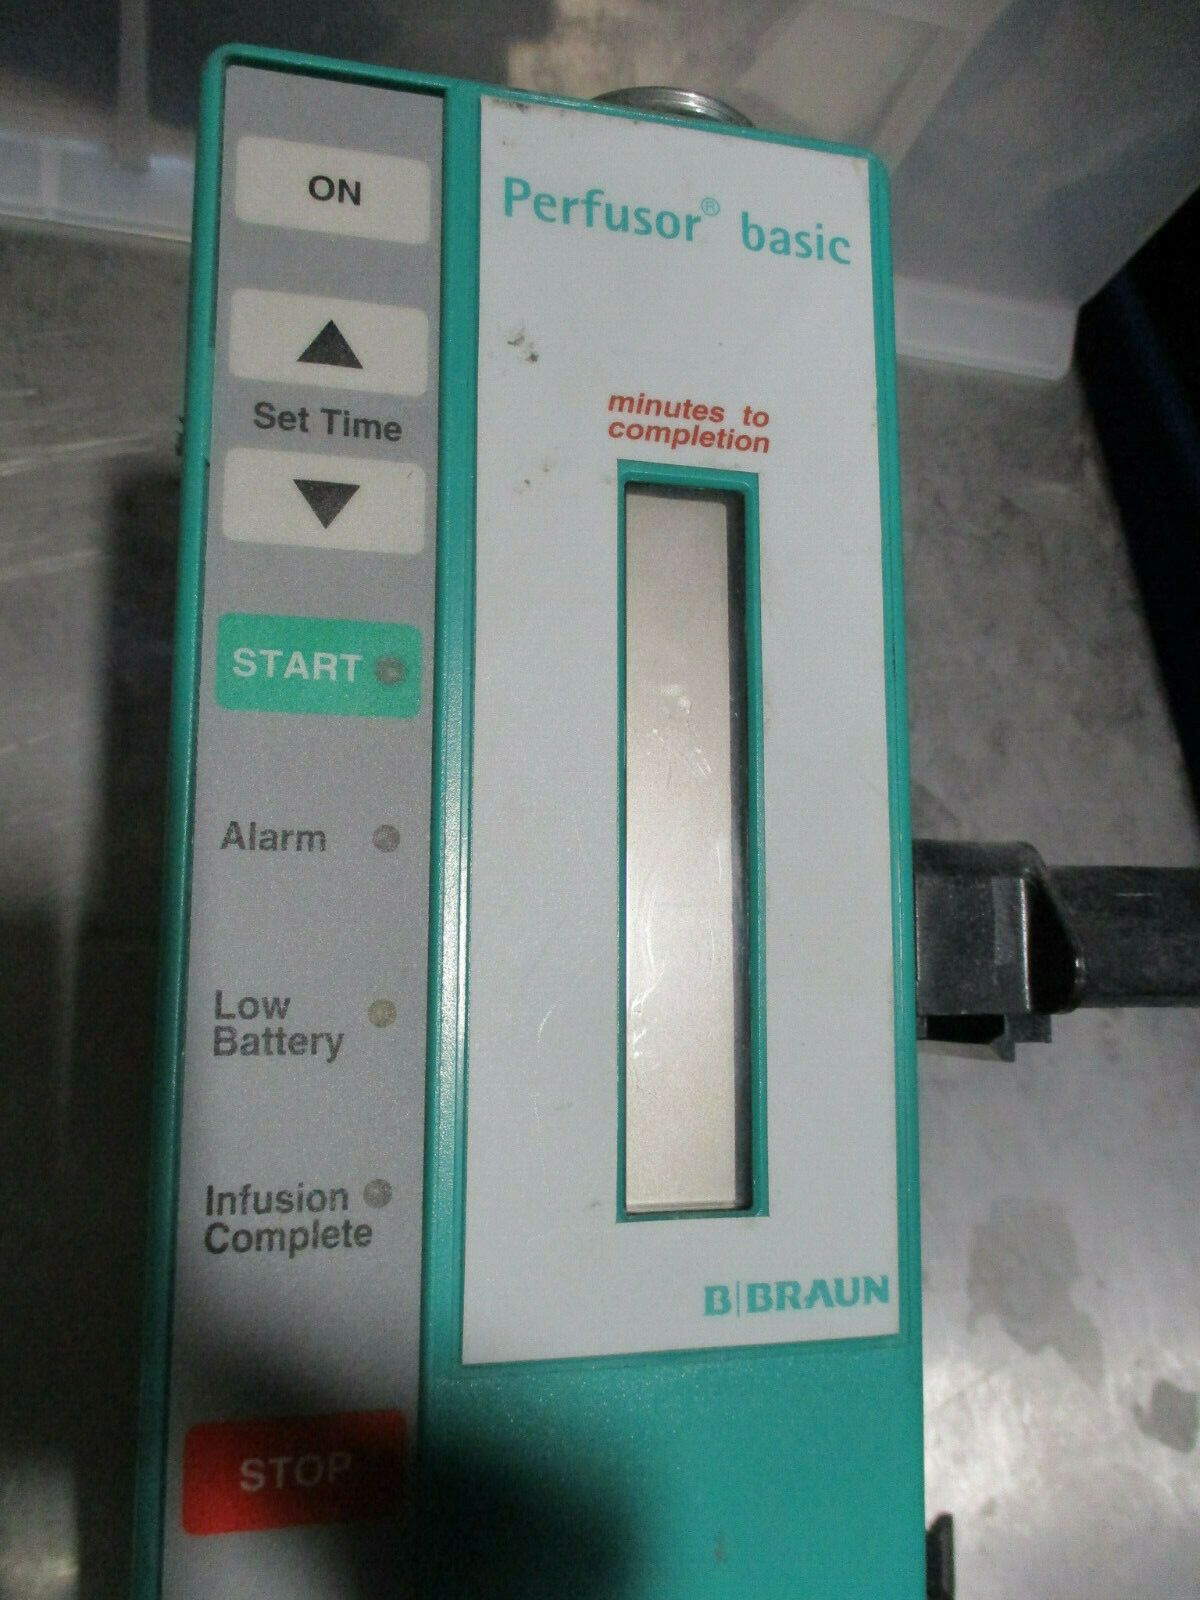 ON
Set Time
START
Alarm
Low
Battery
Infusion
Complete
STOP
Perfusor® basic
minutes to
completion
B|BRAUN